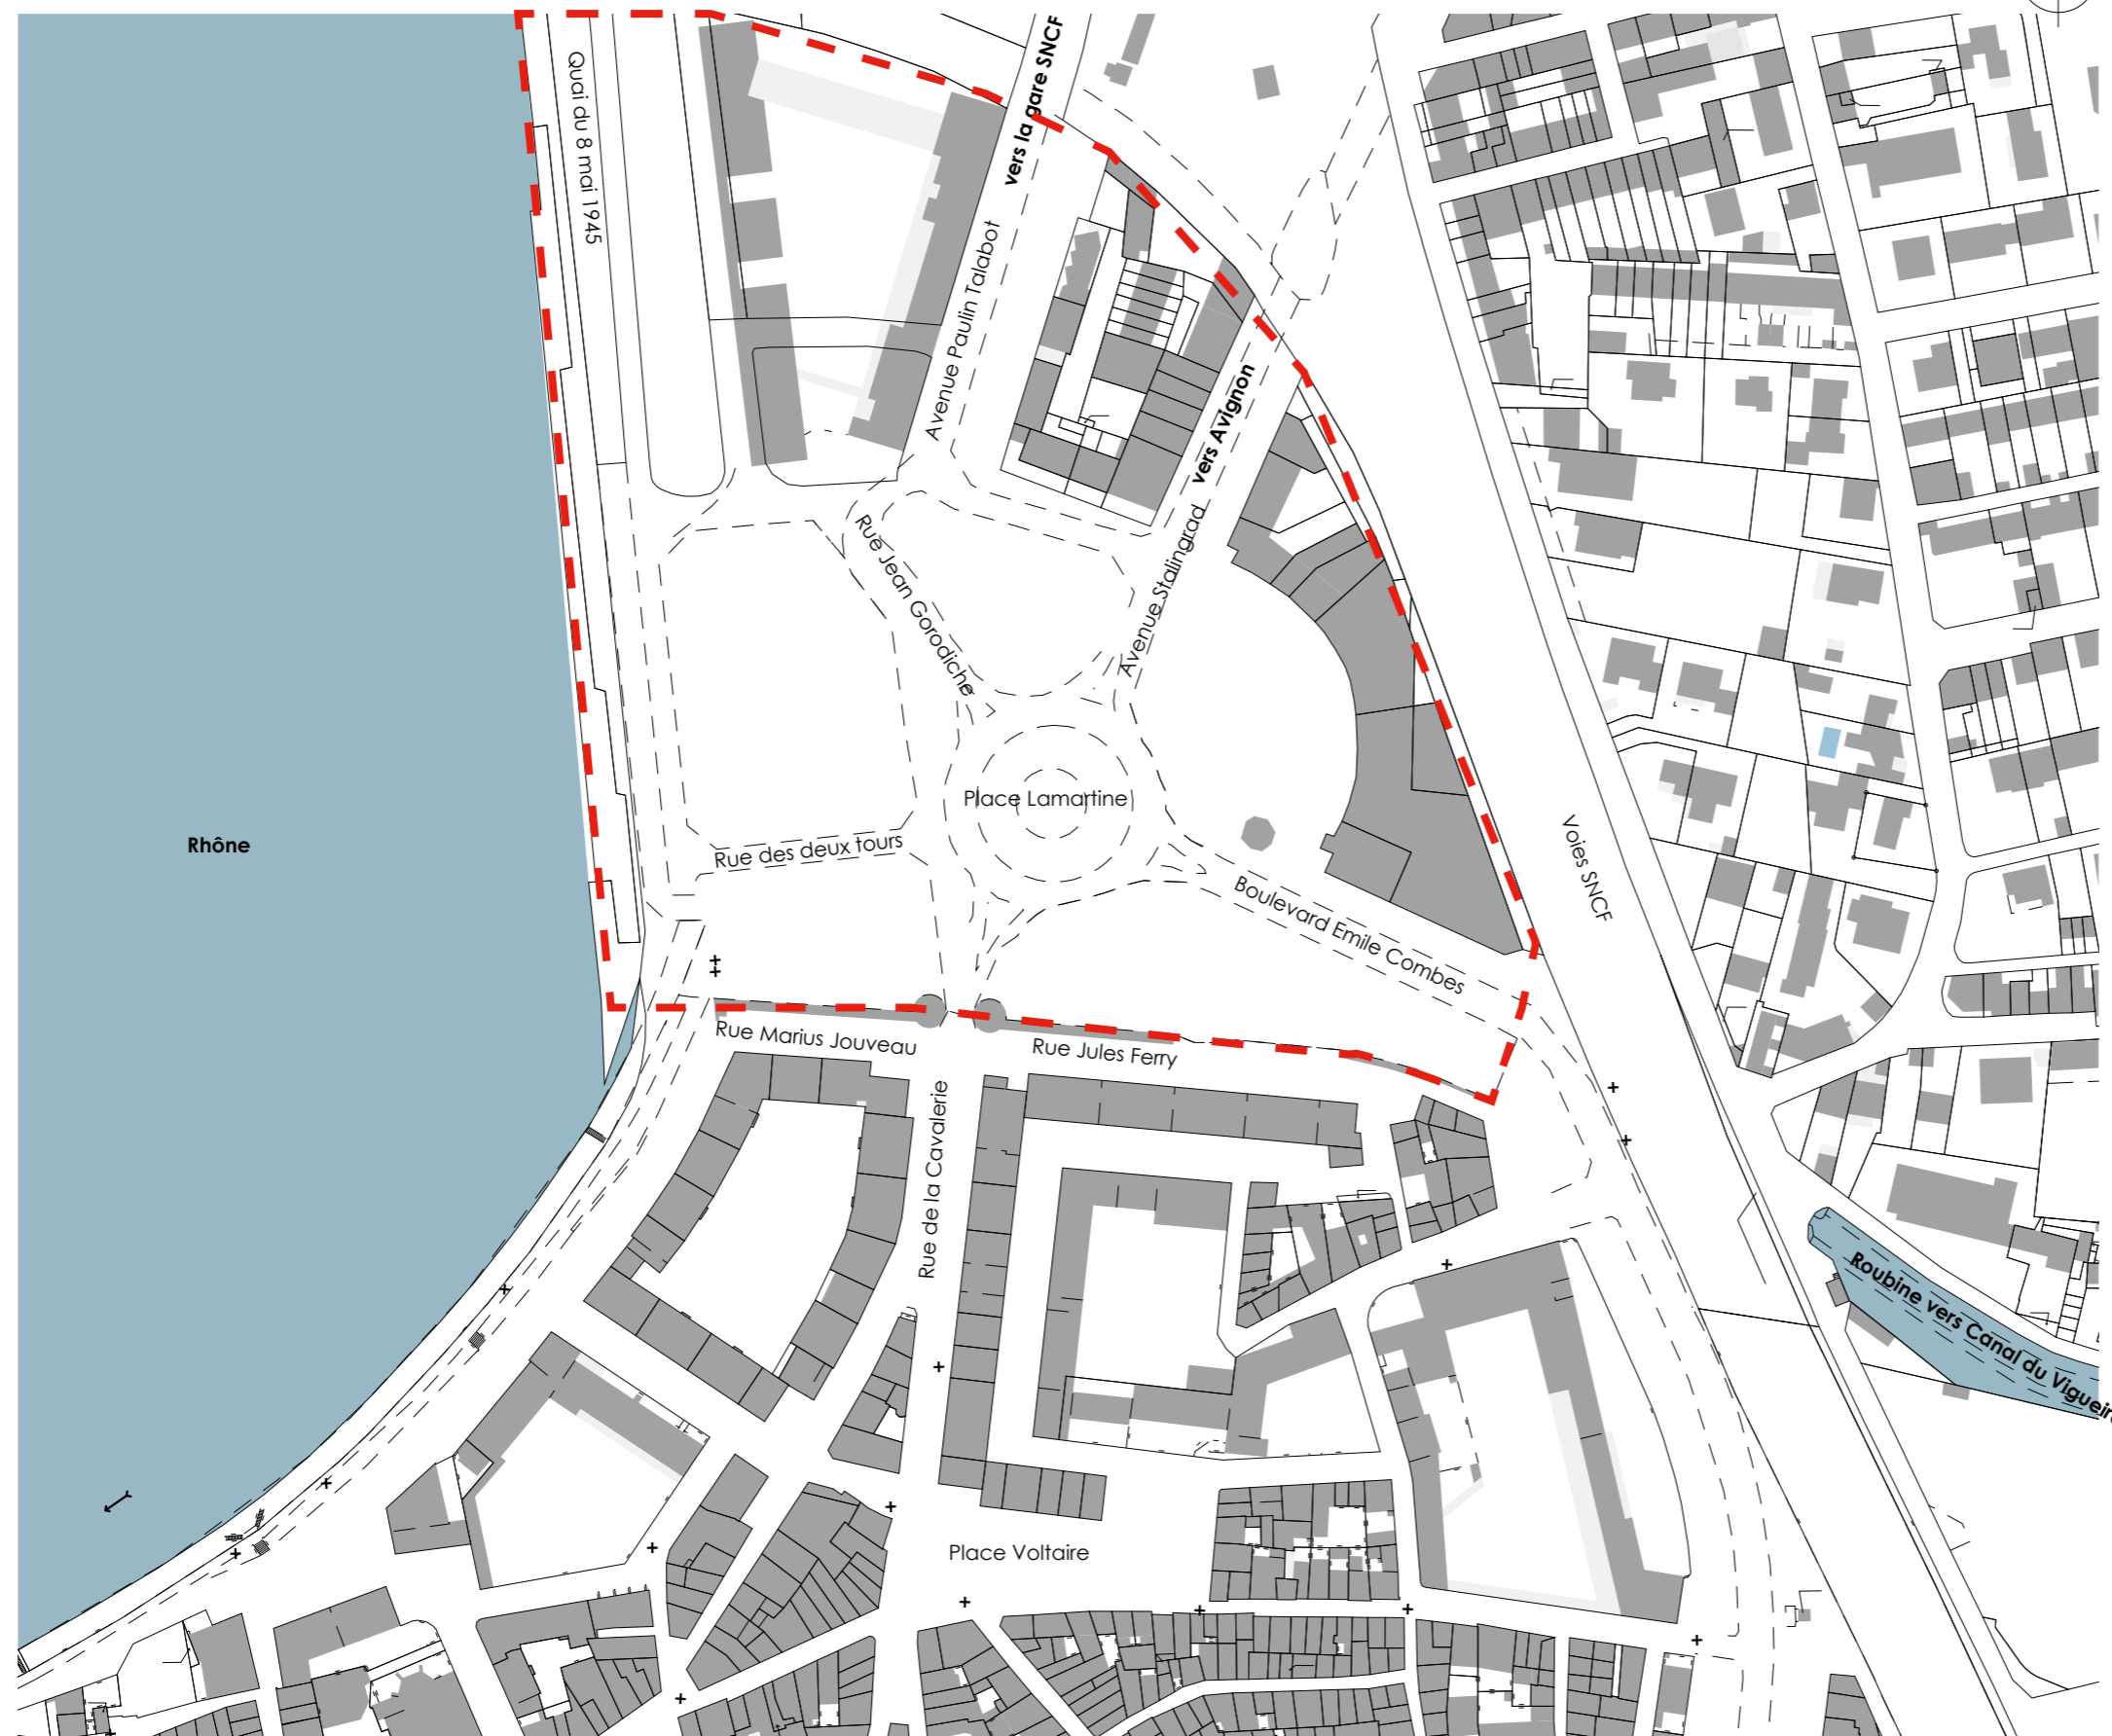 Quai du 8 mai 1945
vers la gare SNCF
Avenue Paulin Talabot
vers Avignon
Avenue Stalingrad
Rue Jean Gorodiche
Place Lamartine
Rhône
Rue des deux tours
Boulevard Emile Combes
Voies SNCF
Rue Marius Jouveau
Rue Jules Ferry
Rue de la Cavalerie
Roubine vers Canal du Vigueir
Place Voltaire